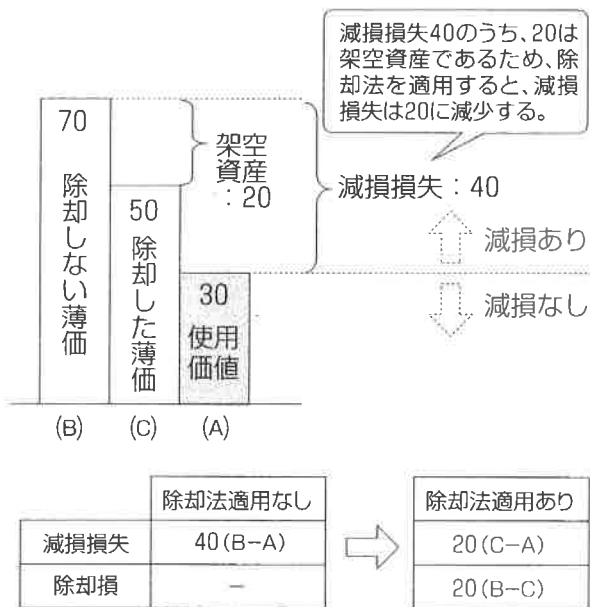 減損損失40のうち、20は
架空資産であるため、除
却法を適用すると、減損
損失は20に減少する。
70
除却しない薄価
50
除却した薄価
30
使用
価値
架空
資産
：20
減損損失：40
減損あり
減損なし
(B) (C) (A)
除却法適用なし 除却法適用あり
減損損失 40(B−A) 20(C−A)
除却損 − 20(B−C)